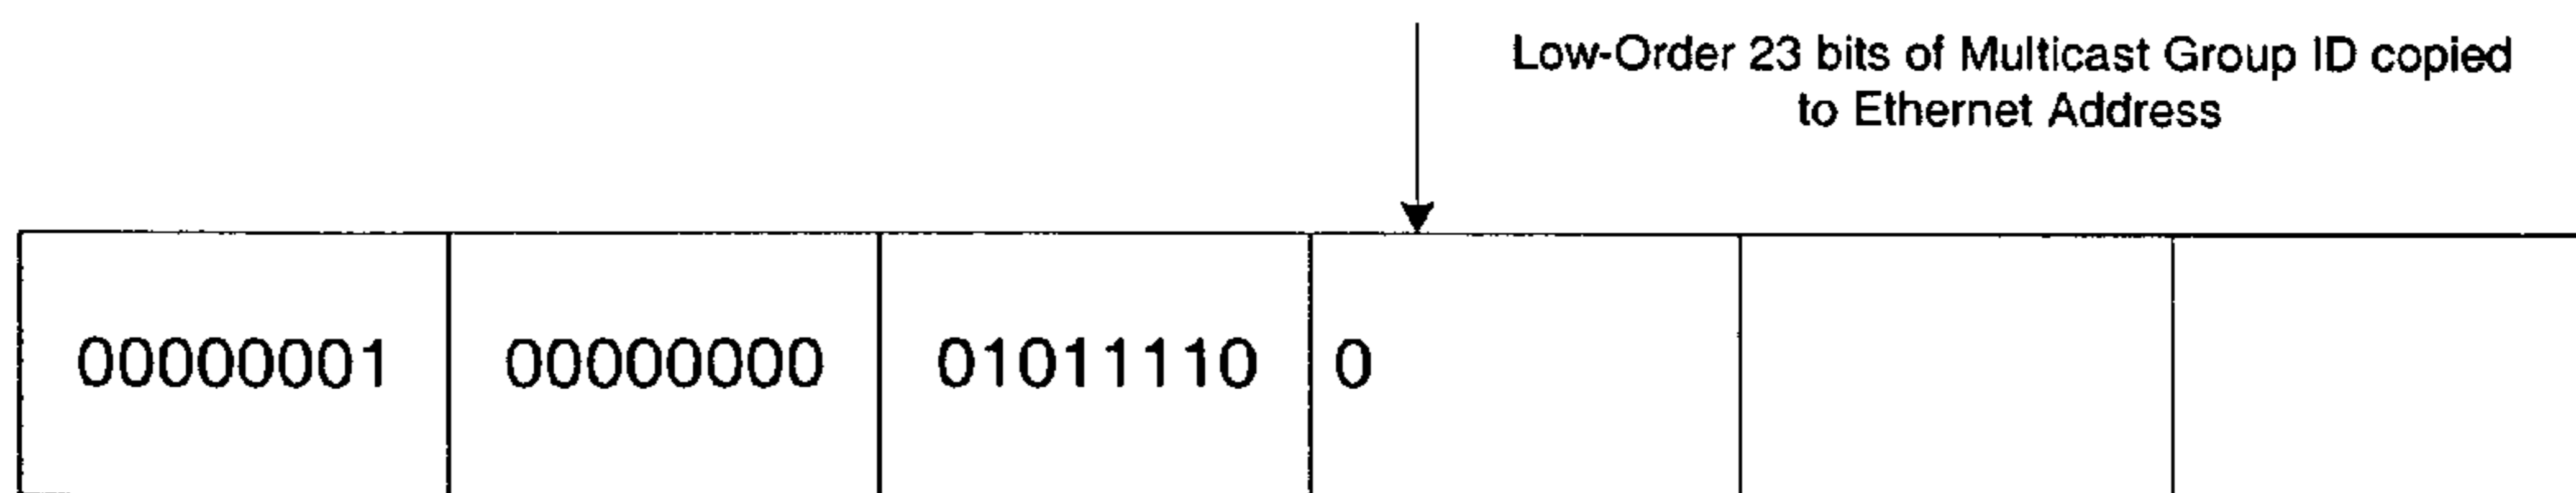 Low-Order 23 bits of Multicast Group ID copied
to Ethernet Address
00000001 00000000 01011110 0